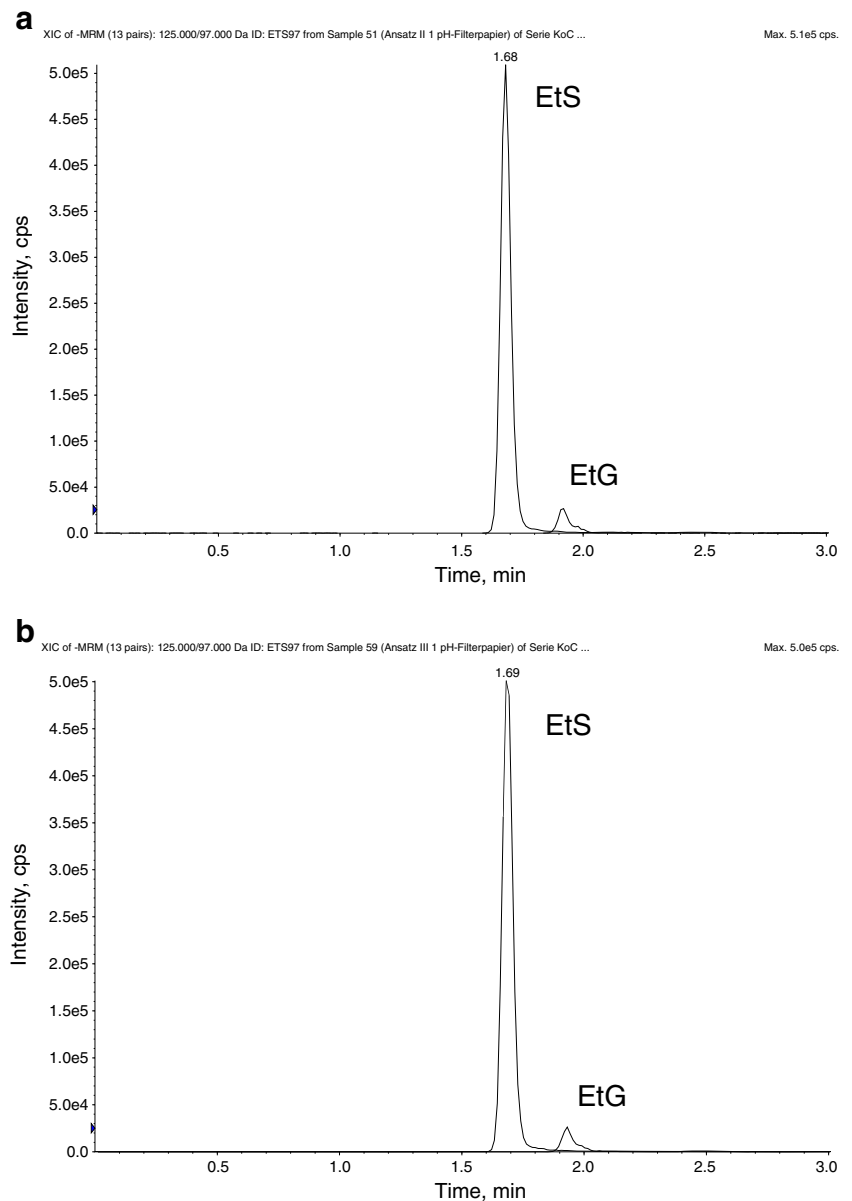 a
XIC of -MRM (13 pairs): 125.000/97.000 Da ID: ETS97 from Sample 51 (Ansatz II 1 pH-Filterpapier) of Serie KoC ... Max. 5.1e5 cps.
1.68
5.0e5
EtS
4.5e5
4.0e5
3.5e5
3.0e5
Intensity, cps
2.5e5
2.0e5
1.5e5
1.0e5
EtG
5.0e4
0.0
0.5 1.0 1.5 2.0 2.5 3.0
Time, min
b
XIC of -MRM (13 pairs): 125.000/97.000 Da ID: ETS97 from Sample 59 (Ansatz III 1 pH-Filterpapier) of Serie KoC ... Max. 5.0e5 cps.
1.69
5.0e5
EtS
4.5e5
4.0e5
3.5e5
3.0e5
Intensity, cps
2.5e5
2.0e5
1.5e5
1.0e5
EtG
5.0e4
0.0
0.5 1.0 1.5 2.0 2.5 3.0
Time, min